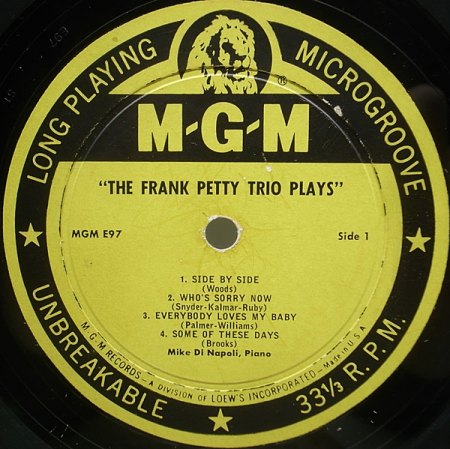 LONG PLAYING
MICROGROOVE
®
M-G-M
"THE FRANK PETTY TRIO PLAYS"
MGM E97
Side 1
1. SIDE BY SIDE
(Woods)
2. WHO'S SORRY NOW
(Snyder-Kalmar-Ruby)
3. EVERYBODY LOVES MY BABY
(Palmer-Williams)
4. SOME OF THESE DAYS
(Brooks)
Mike Di Napoli, Piano
M G M RECORDS — A DIVISION OF LOEW'S INCORPORATED — Made in U.S.A.
UNBREAKABLE
33⅓ R.P.M.